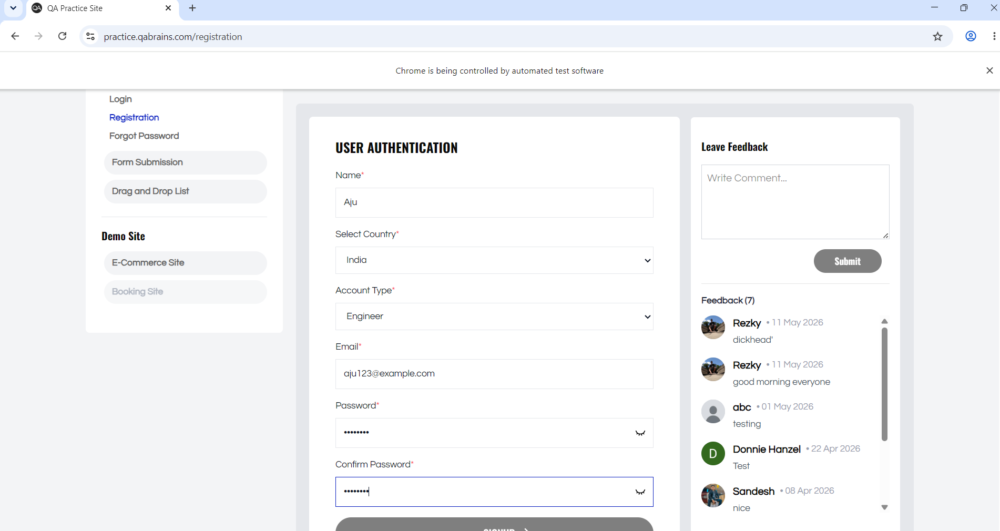 QA QA Practice Site
practice.qabrains.com/registration
Chrome is being controlled by automated test software
Login
Registration
Forgot Password
Form Submission
Drag and Drop List
Demo Site
E-Commerce Site
Booking Site
USER AUTHENTICATION
Name*
Aju
Select Country*
India
Account Type*
Engineer
Email*
aju123@example.com
Password*
••••••••
Confirm Password*
••••••••
SIGNUP
Leave Feedback
Write Comment...
Submit
Feedback (7)
Rezky • 11 May 2026
dickhead'
Rezky • 11 May 2026
good morning everyone
abc • 01 May 2026
testing
D
Donnie Hanzel • 22 Apr 2026
Test
Sandesh • 08 Apr 2026
nice